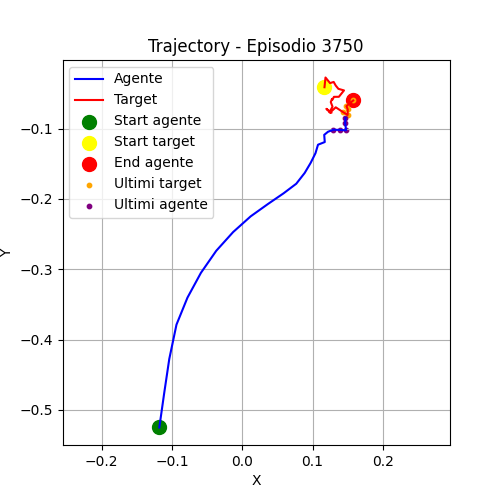 Trajectory - Episodio 3750
Agente
Target
Start agente
Start target
End agente
Ultimi target
Ultimi agente
−0.1
−0.2
−0.3
−0.4
−0.5
Y
−0.2
−0.1
0.0
0.1
0.2
X